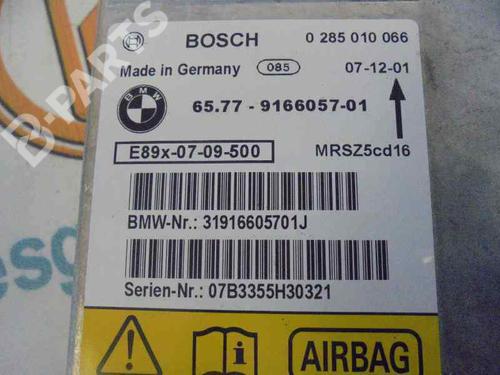 BOSCH 0 285 010 066
Made in Germany 085 07-12-01
BMW
65.77 - 9166057-01
E89x-07-09-500 MRSZ5cd16
BMW-Nr.: 31916605701J
Serien-Nr.: 07B3355H30321
AIRBAG
B-PARTS